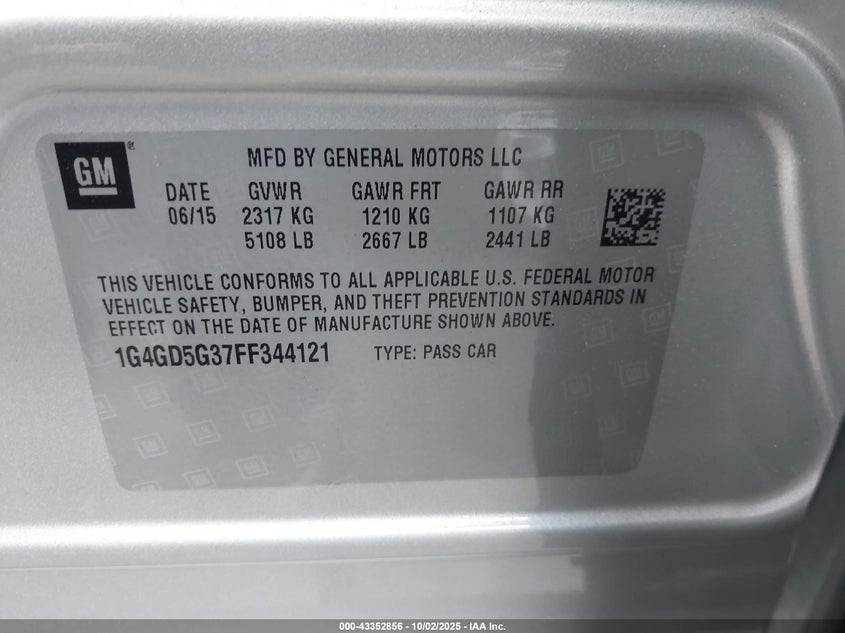 GM ®
MFD BY GENERAL MOTORS LLC
DATE GVWR GAWR FRT GAWR RR
06/15 2317 KG 1210 KG 1107 KG
5108 LB 2667 LB 2441 LB
THIS VEHICLE CONFORMS TO ALL APPLICABLE U.S. FEDERAL MOTOR
VEHICLE SAFETY, BUMPER, AND THEFT PREVENTION STANDARDS IN
EFFECT ON THE DATE OF MANUFACTURE SHOWN ABOVE.
1G4GD5G37FF344121 TYPE: PASS CAR
000-43352856 - 10/02/2025 - IAA Inc.